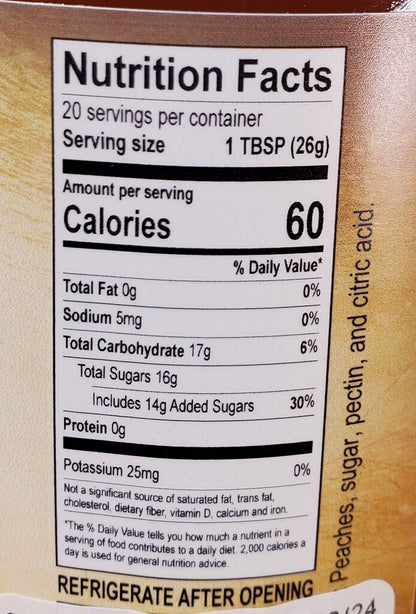 Nutrition Facts
20 servings per container
Serving size 1 TBSP (26g)
Amount per serving
Calories 60
% Daily Value*
Total Fat 0g 0%
Sodium 5mg 0%
Total Carbohydrate 17g 6%
Total Sugars 16g
Includes 14g Added Sugars 30%
Protein 0g
Potassium 25mg 0%
Not a significant source of saturated fat, trans fat,
cholesterol, dietary fiber, vitamin D, calcium and iron.
*The % Daily Value tells you how much a nutrient in a
serving of food contributes to a daily diet. 2,000 calories a
day is used for general nutrition advice.
REFRIGERATE AFTER OPENING
Peaches, sugar, pectin, and citric acid.